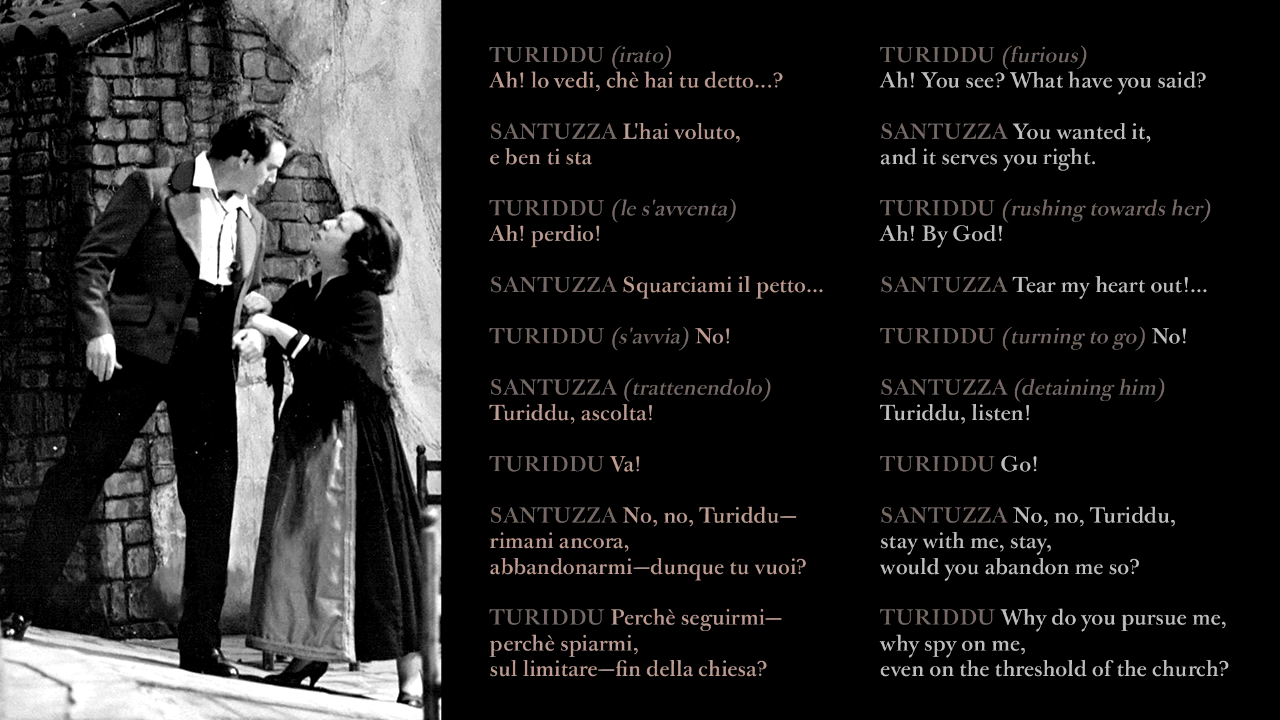 TURIDDU (irato)
Ah! lo vedi, chè hai tu detto...?
SANTUZZA L'hai voluto,
e ben ti sta
TURIDDU (le s'avventa)
Ah! perdio!
SANTUZZA Squarciami il petto...
TURIDDU (s'avvia) No!
SANTUZZA (trattenendolo)
Turiddu, ascolta!
TURIDDU Va!
SANTUZZA No, no, Turiddu—
rimani ancora,
abbandonarmi—dunque tu vuoi?
TURIDDU Perchè seguirmi—
perchè spiarmi,
sul limitare—fin della chiesa?
TURIDDU (furious)
Ah! You see? What have you said?
SANTUZZA You wanted it,
and it serves you right.
TURIDDU (rushing towards her)
Ah! By God!
SANTUZZA Tear my heart out!...
TURIDDU (turning to go) No!
SANTUZZA (detaining him)
Turiddu, listen!
TURIDDU Go!
SANTUZZA No, no, Turiddu,
stay with me, stay,
would you abandon me so?
TURIDDU Why do you pursue me,
why spy on me,
even on the threshold of the church?